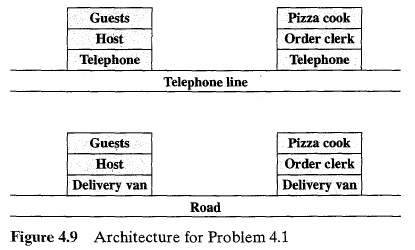 Guests Pizza cook
Host Order clerk
Telephone Telephone
Telephone line
Guests Pizza cook
Host Order clerk
Delivery van Delivery van
Road
Figure 4.9 Architecture for Problem 4.1